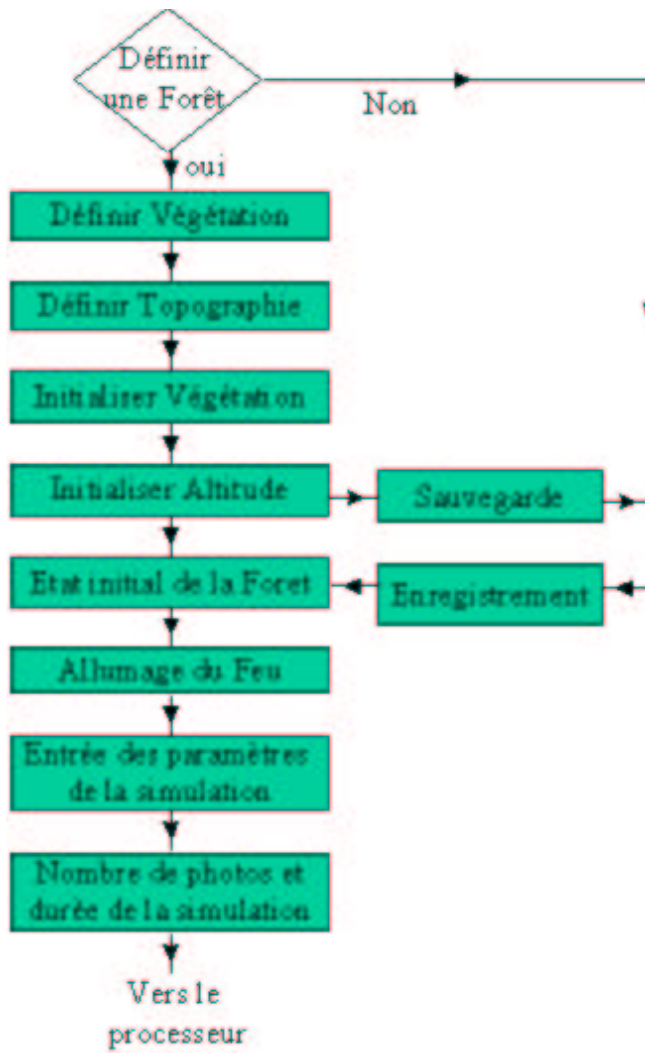 Définir
une Forêt
Non
oui
Définir Végétation
Définir Topographie
Initialiser Végétation
Initialiser Altitude
Sauvegarde
Etat initial de la Foret
Enregistrement
Allumage du Feu
Entrée des paramètres
de la simulation
Nombre de photos et
durée de la simulation
Vers le
processeur